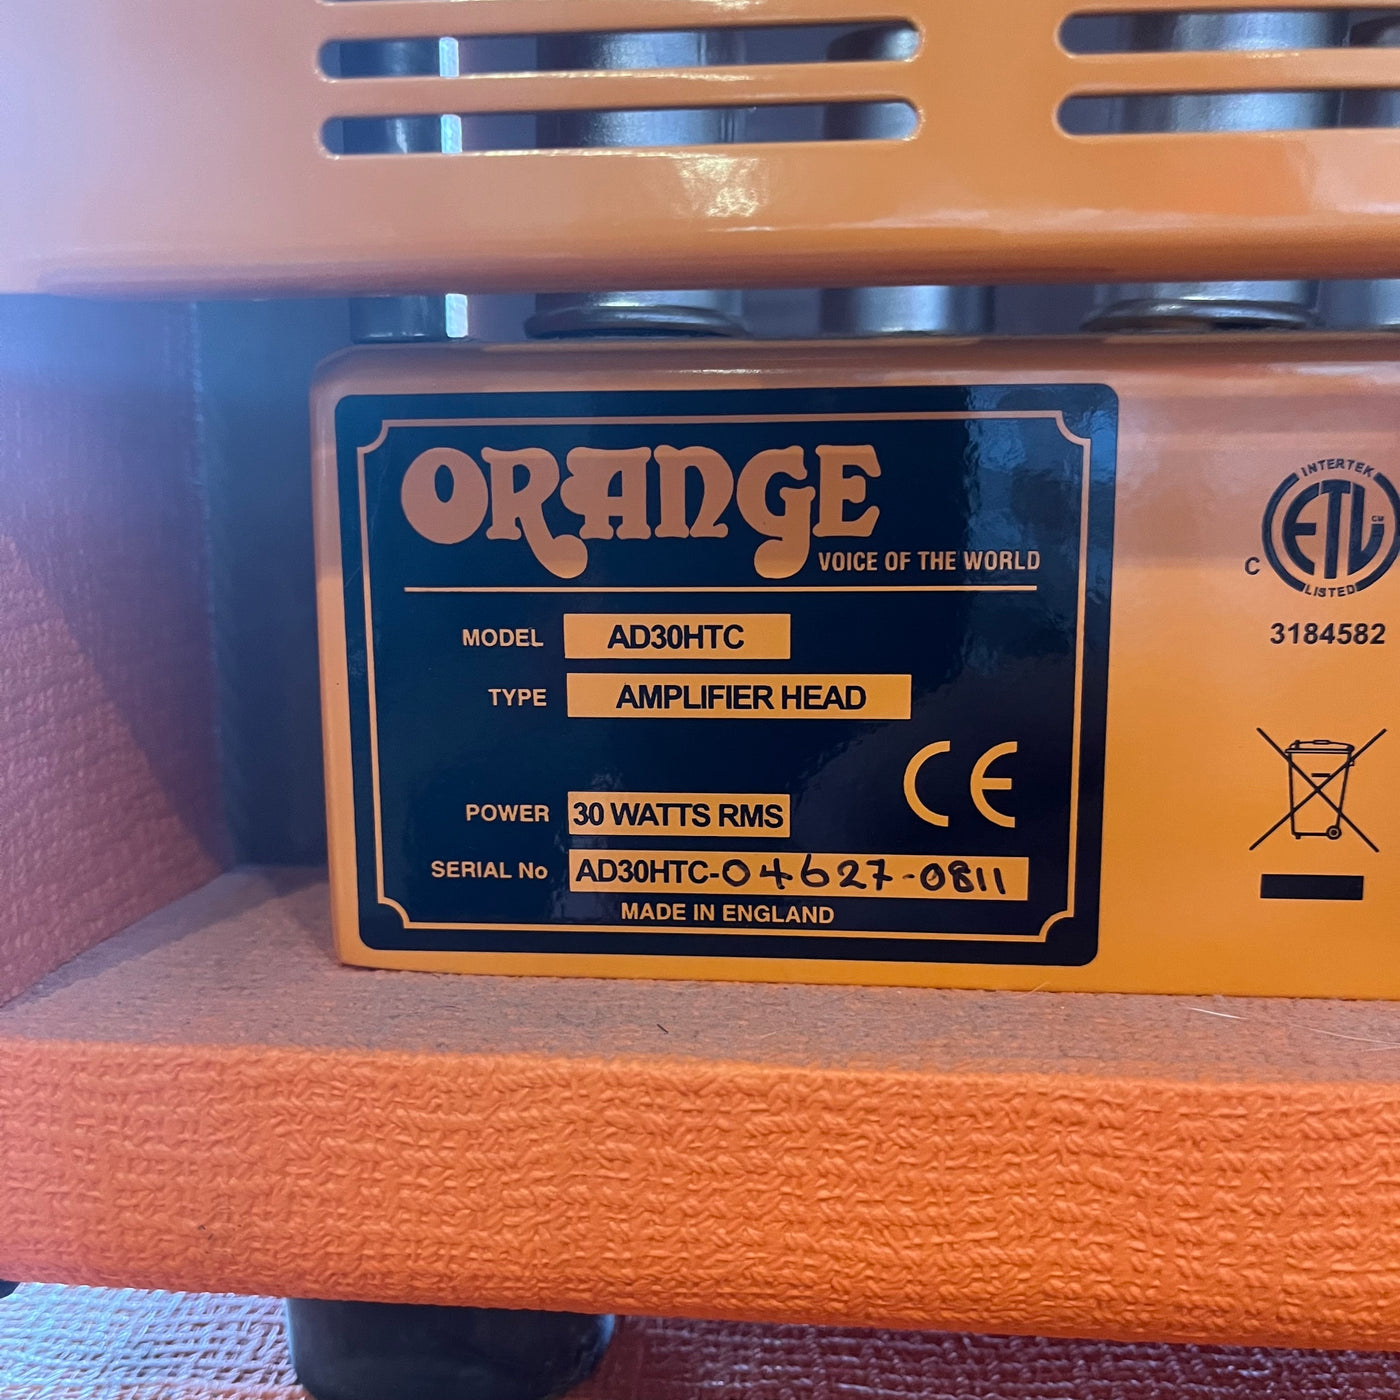 ORANGE
VOICE OF THE WORLD
MODEL AD30HTC
TYPE AMPLIFIER HEAD
CE
POWER 30 WATTS RMS
SERIAL No AD30HTC-04627-0811
MADE IN ENGLAND
INTERTEK
C ETL CM
LISTED
3184582